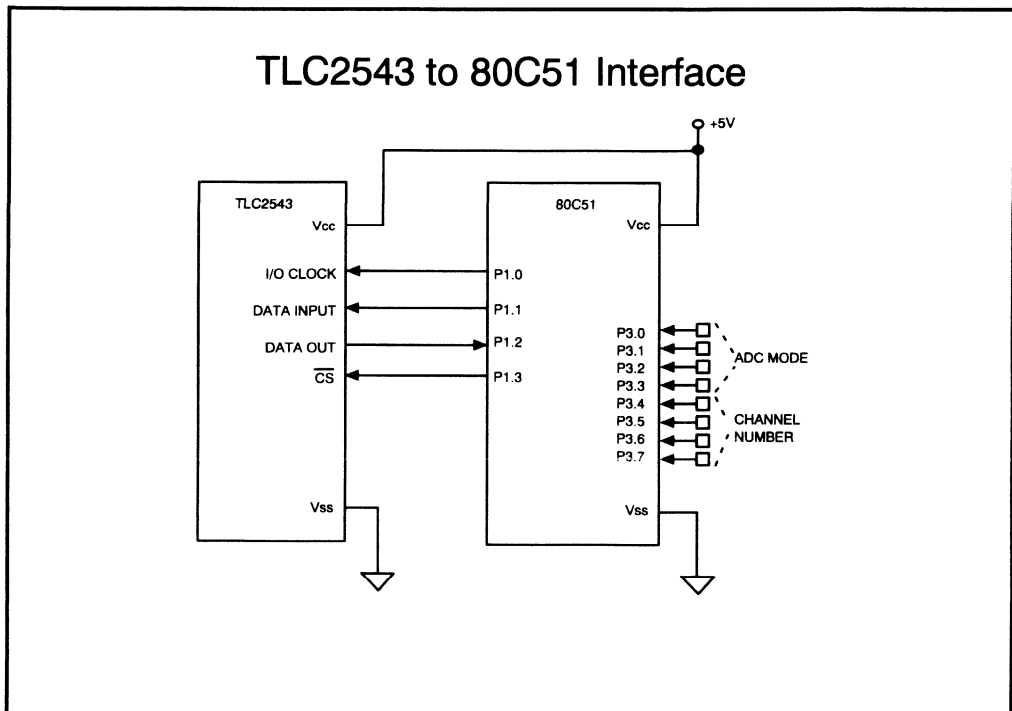 TLC2543 to 80C51 Interface
+5V
TLC2543
Vcc
I/O CLOCK
DATA INPUT
DATA OUT
CS
Vss
80C51
Vcc
P1.0
P1.1
P1.2
P1.3
P3.0
P3.1
P3.2
P3.3
P3.4
P3.5
P3.6
P3.7
Vss
ADC MODE
CHANNEL
NUMBER